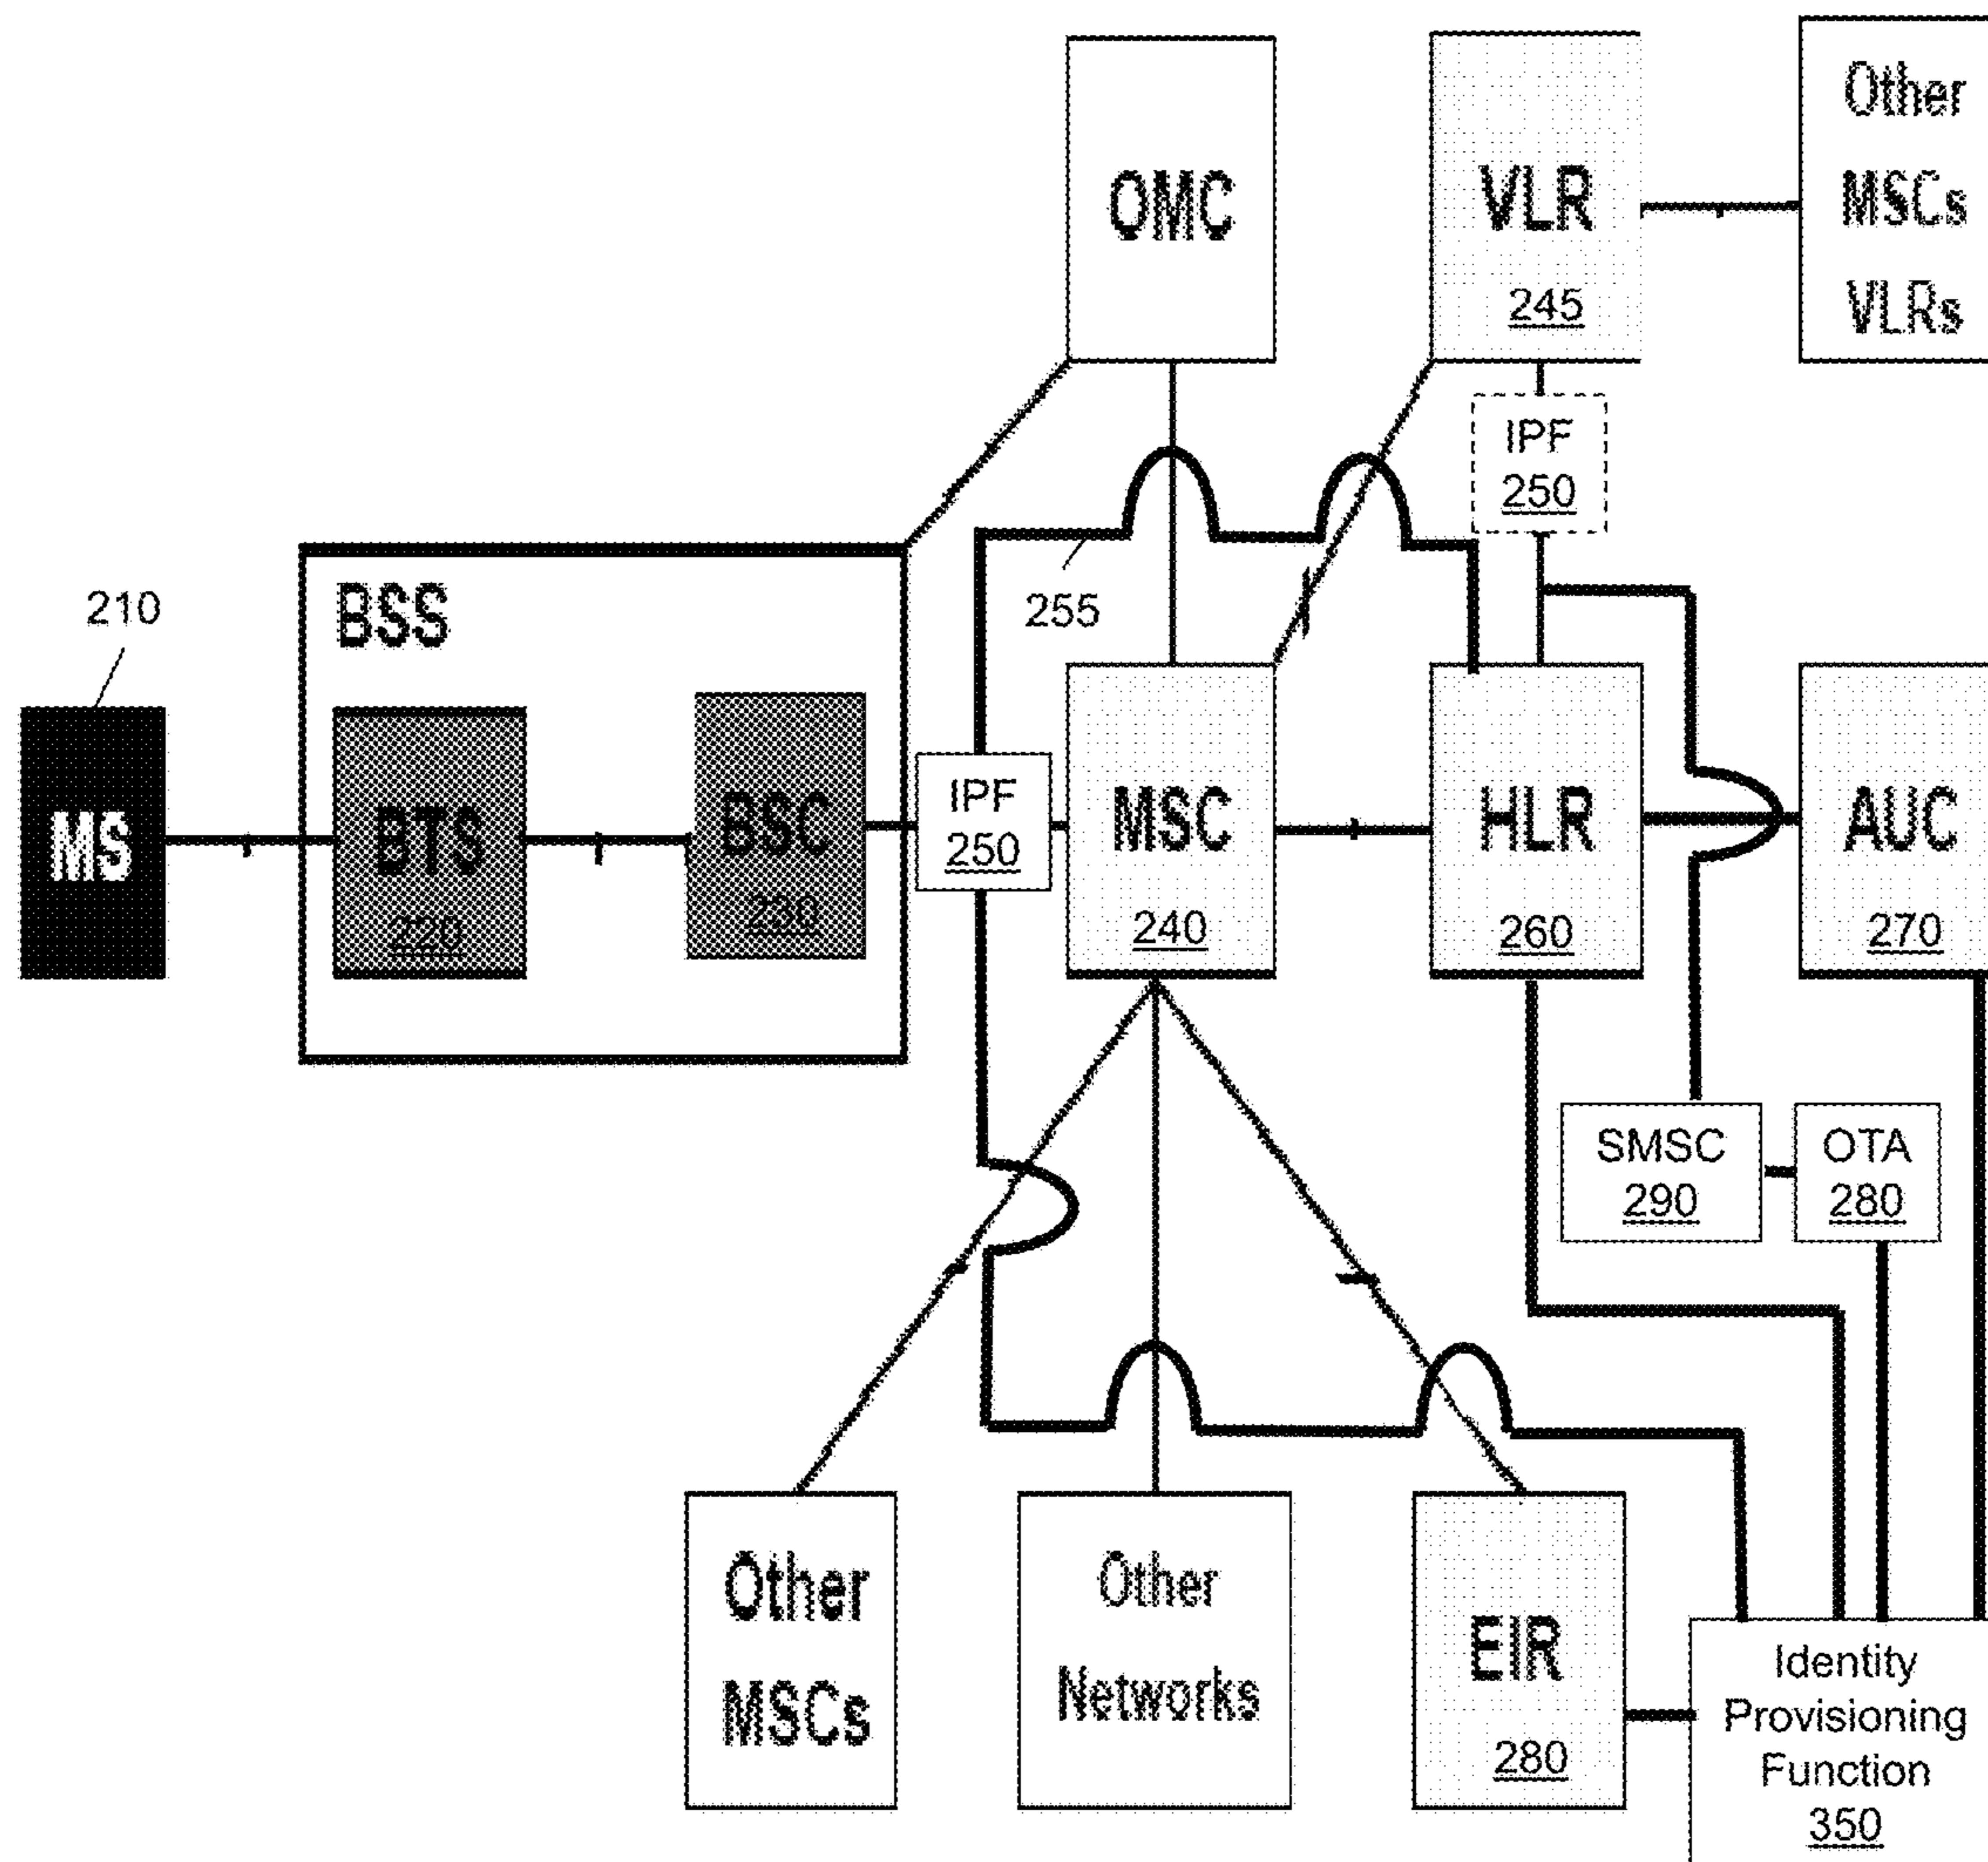 OMC
VLR
245
Other
MSCs
VLRs
IPF
250
255
210
BSS
MS
BTS
220
BSC
230
IPF
250
MSC
240
HLR
260
AUC
270
SMSC
290
OTA
280
Other
MSCs
Other
Networks
EIR
280
Identity
Provisioning
Function
350